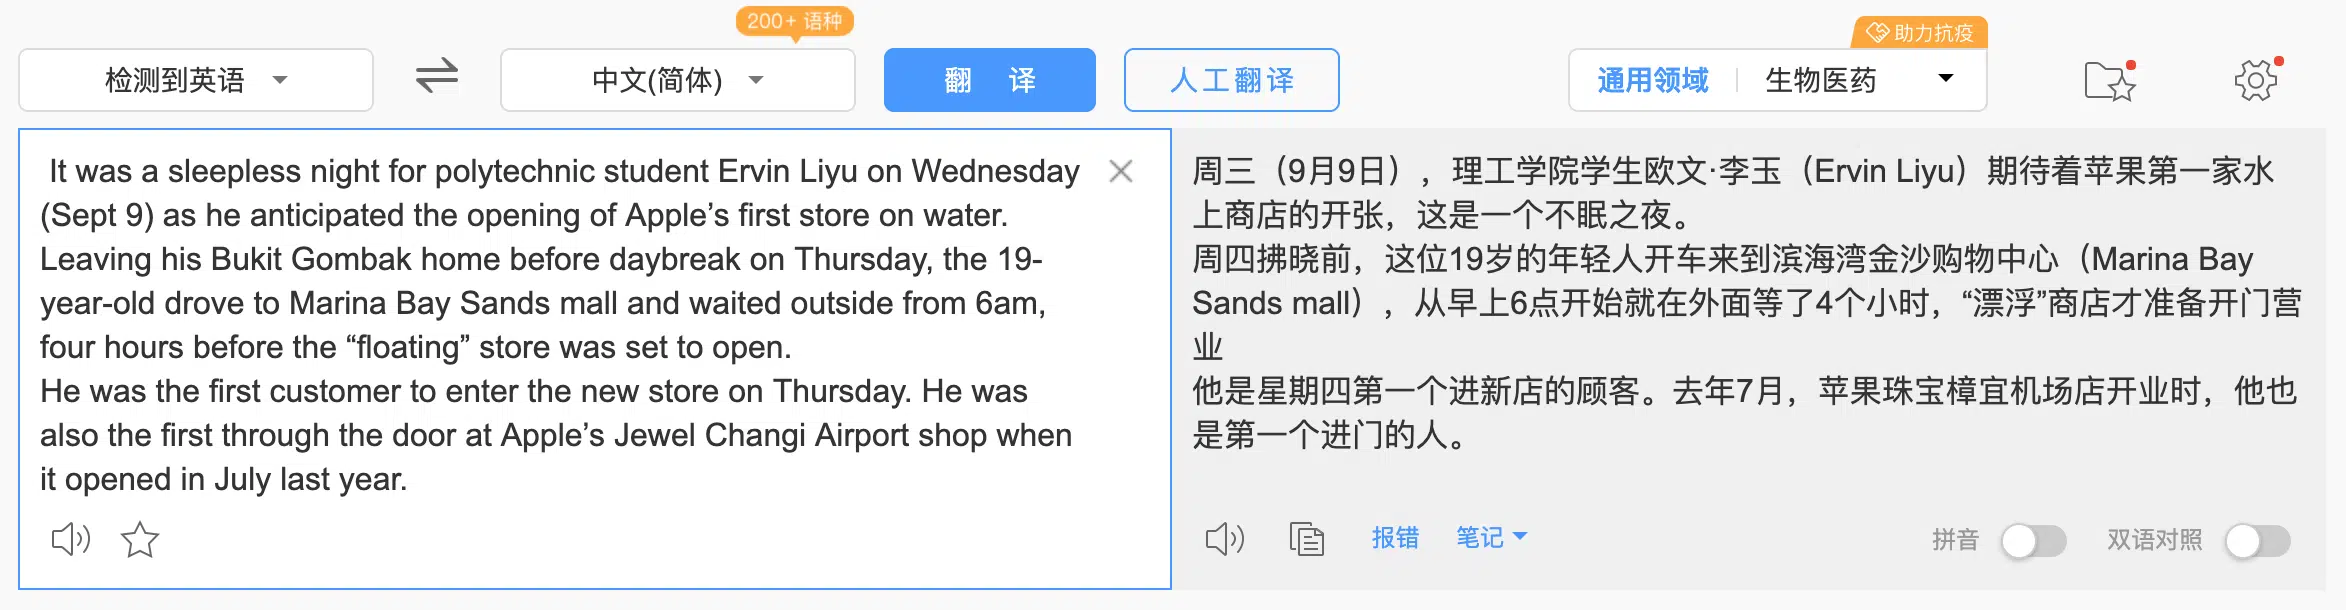 200+ 语种
助力抗疫
检测到英语
中文(简体)
翻 译
人工翻译
通用领域
生物医药
It was a sleepless night for polytechnic student Ervin Liyu on Wednesday
(Sept 9) as he anticipated the opening of Apple’s first store on water.
Leaving his Bukit Gombak home before daybreak on Thursday, the 19-
year-old drove to Marina Bay Sands mall and waited outside from 6am,
four hours before the “floating” store was set to open.
He was the first customer to enter the new store on Thursday. He was
also the first through the door at Apple’s Jewel Changi Airport shop when
it opened in July last year.
周三（9月9日），理工学院学生欧文·李玉（Ervin Liyu）期待着苹果第一家水
上商店的开张，这是一个不眠之夜。
周四拂晓前，这位19岁的年轻人开车来到滨海湾金沙购物中心（Marina Bay
Sands mall），从早上6点开始就在外面等了4个小时，“漂浮”商店才准备开门营
业
他是星期四第一个进新店的顾客。去年7月，苹果珠宝樟宜机场店开业时，他也
是第一个进门的人。
报错
笔记
拼音
双语对照